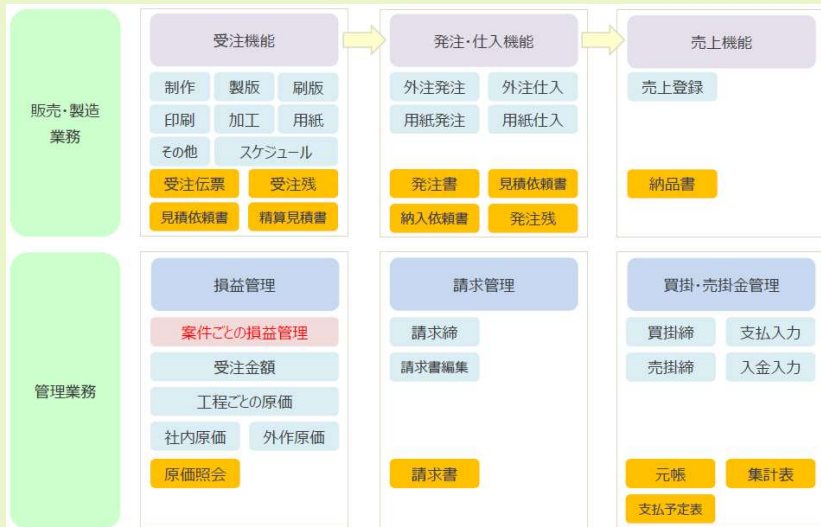 販売・製造
業務
受注機能
制作 製版 刷版
印刷 加工 用紙
その他 スケジュール
受注伝票 受注残
見積依頼書 精算見積書
発注・仕入機能
外注発注 外注仕入
用紙発注 用紙仕入
発注書 見積依頼書
納入依頼書 発注残
売上機能
売上登録
納品書
管理業務
損益管理
案件ごとの損益管理
受注金額
工程ごとの原価
社内原価 外作原価
原価照会
請求管理
請求締
請求書編集
請求書
買掛・売掛金管理
買掛締 支払入力
売掛締 入金入力
元帳 集計表
支払予定表